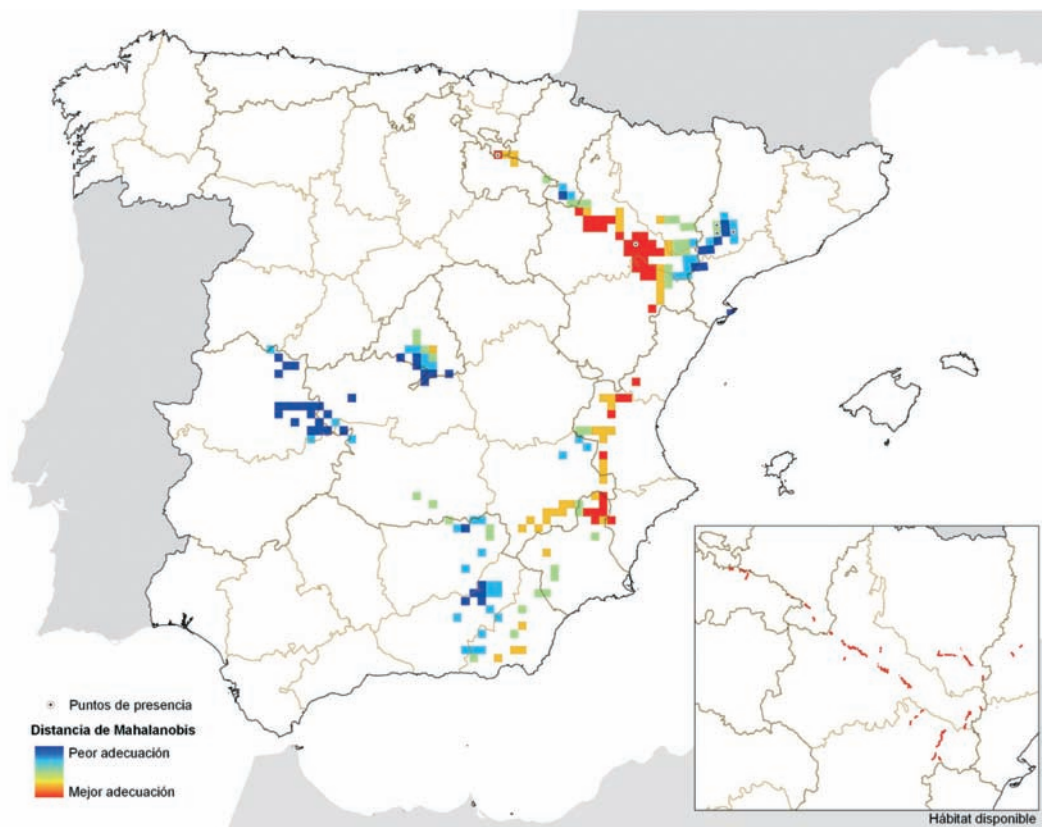 Puntos de presencia
Distancia de Mahalanobis
Peor adecuación
Mejor adecuación
Hábitat disponible